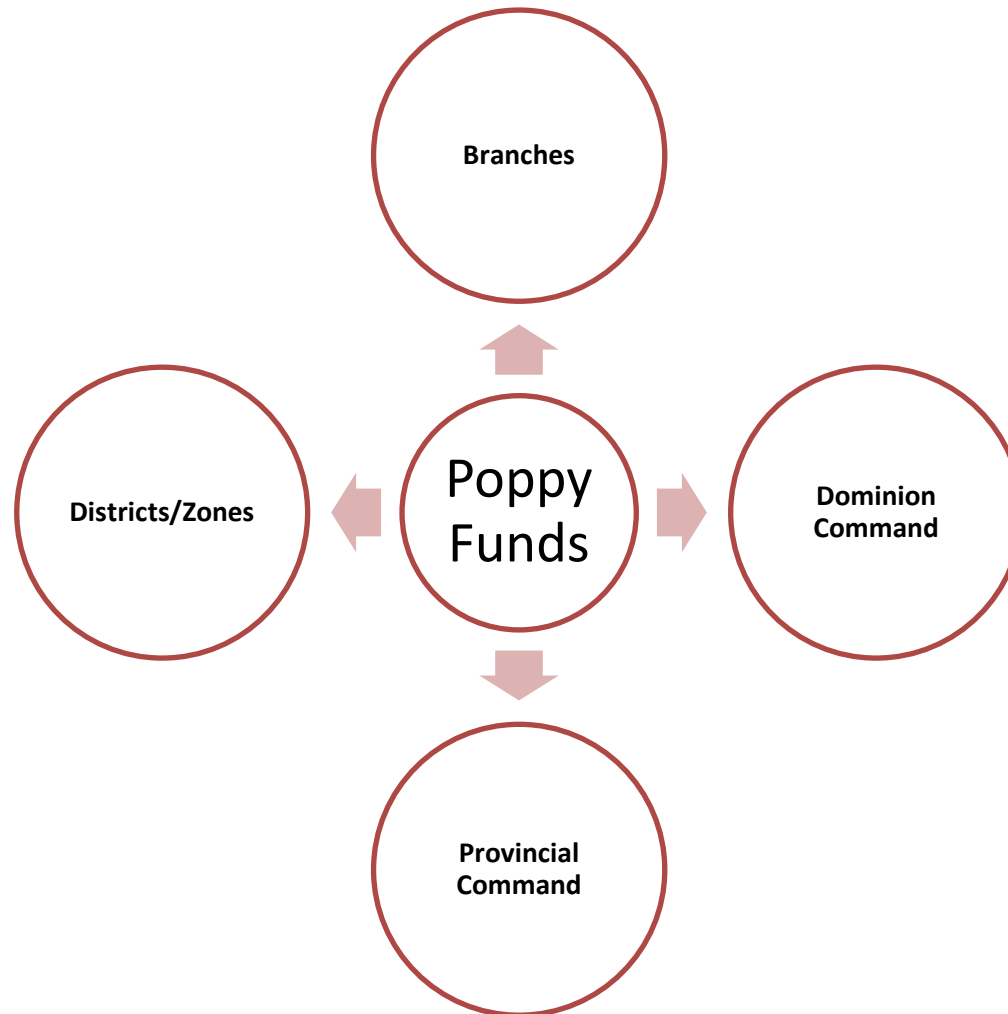 Branches
Districts/Zones
Poppy
Funds
Dominion
Command
Provincial
Command